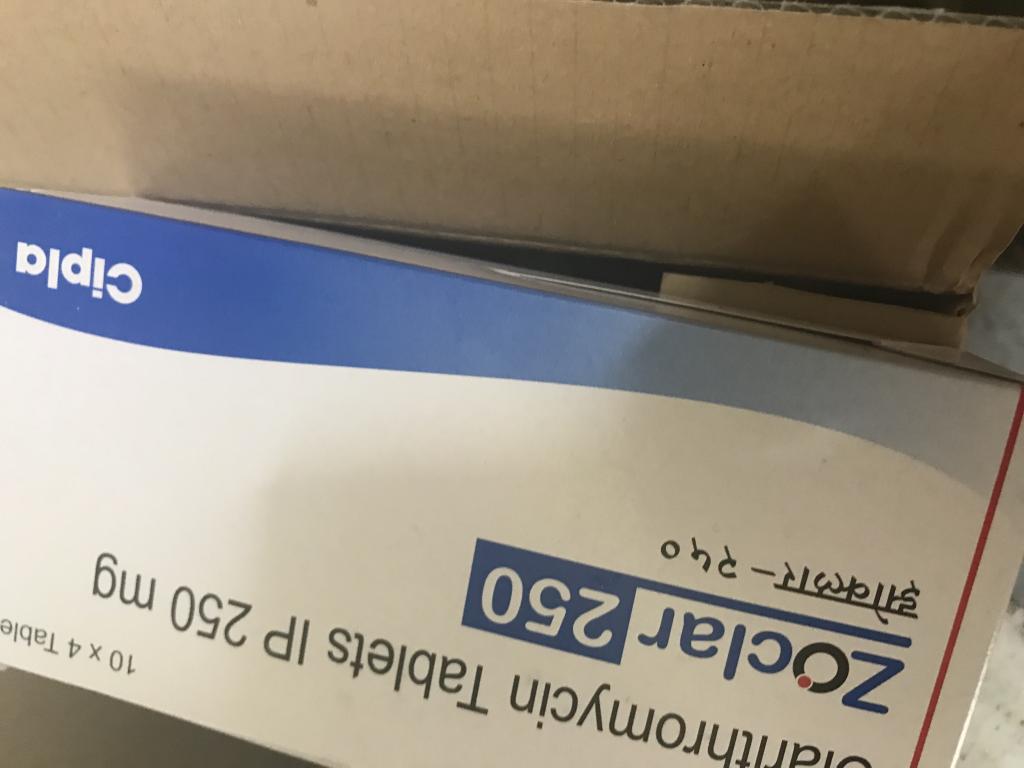 10 x 4 Table
Clarithromycin Tablets IP 250 mg
Zoclar 250
झोक्लार-२५०
Cipla